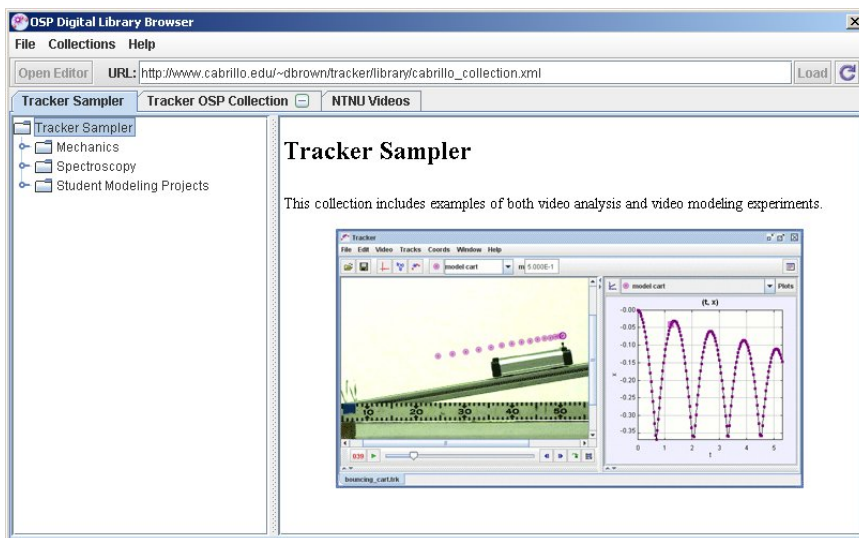 OSP Digital Library Browser
File Collections Help
Open Editor URL: http://www.cabrillo.edu/~dbrown/tracker/library/cabrillo_collection.xml Load
Tracker Sampler Tracker OSP Collection NTNU Videos
Tracker Sampler
Mechanics
Spectroscopy
Student Modeling Projects
Tracker Sampler
This collection includes examples of both video analysis and video modeling experiments.
Tracker
File Edit Video Tracks Coords Window Help
model cart m 5.000E-1
model cart Plots
(t, x)
-0.00
-0.05
-0.10
-0.15
-0.20
-0.25
-0.30
-0.35
x
0 1 2 3 4 5
t
10 20 30 40 50
039
bouncing_cart.trk